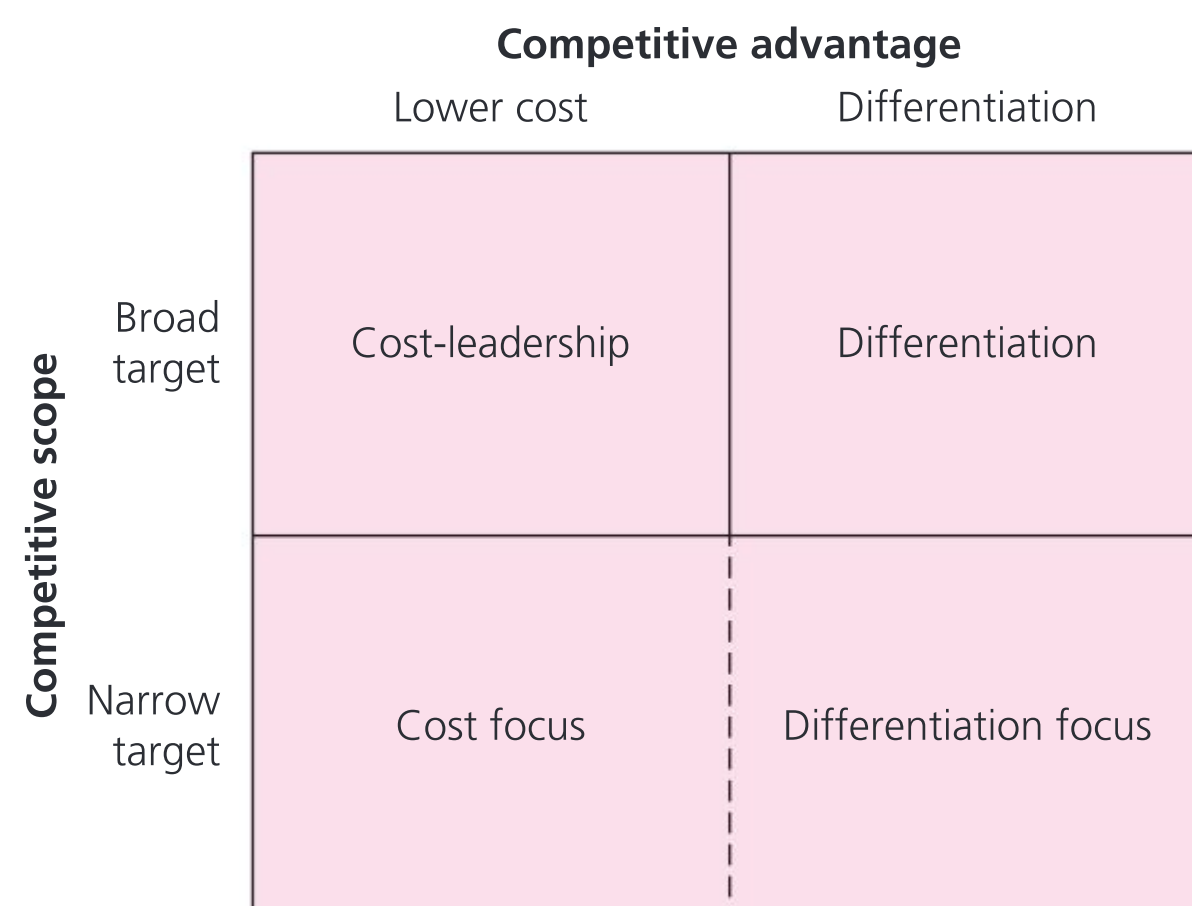 Competitive advantage
Lower cost
Differentiation
Competitive scope
Broad
target
Cost-leadership
Differentiation
Narrow
target
Cost focus
Differentiation focus